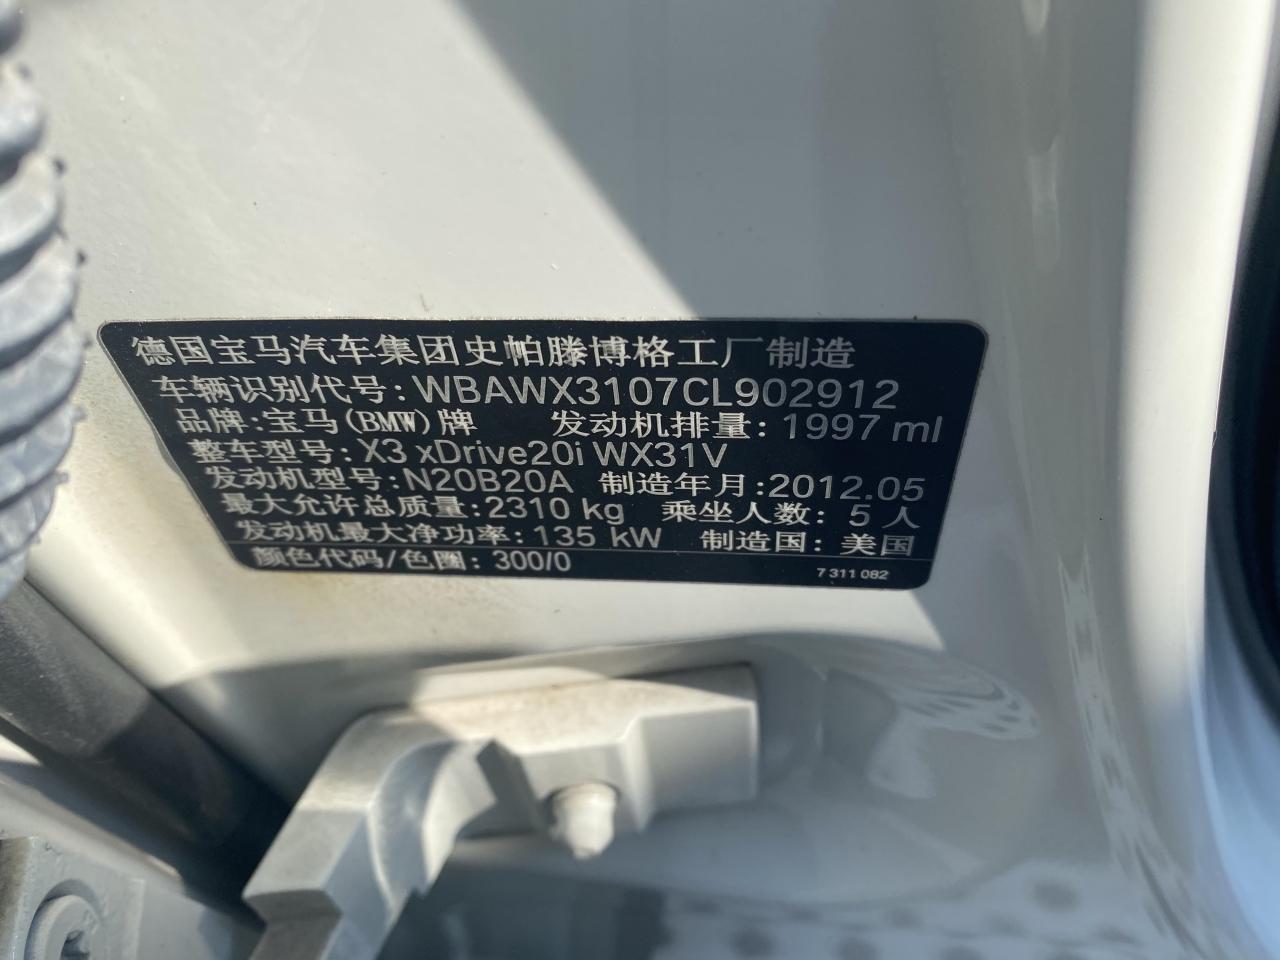 德国宝马汽车集团史帕滕博格工厂制造
车辆识别代号: WBAWX3107CL902912
品牌:宝马(BMW)牌 发动机排量: 1997 ml
整车型号: X3 xDrive20i WX31V
发动机型号:N20B20A 制造年月:2012.05
最大允许总质量:2310 kg 乘坐人数: 5 人
发动机最大净功率:135 kW 制造国: 美国
颜色代码/色圈: 300/0 7 311 082